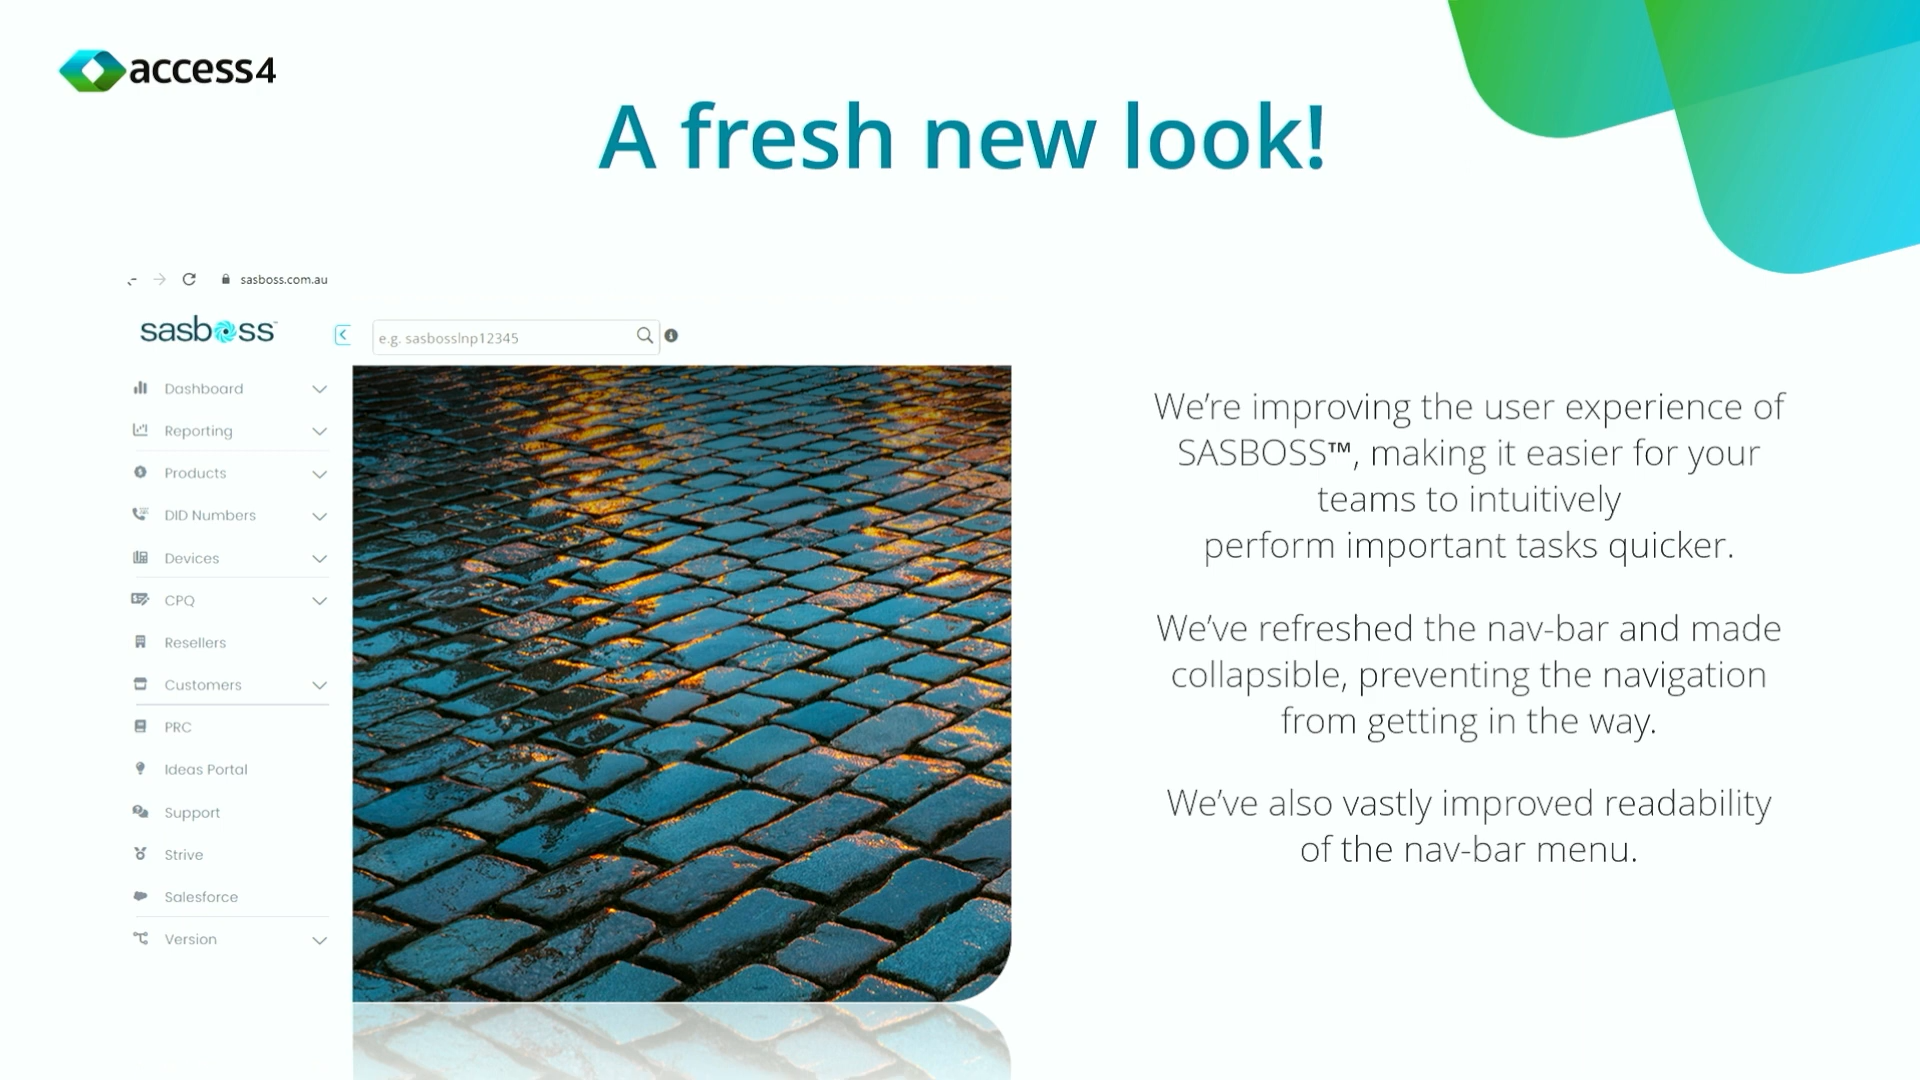 access4
A fresh new look!
sasboss.com.au
sasboss™
e.g. sasbosslnp12345
Dashboard
Reporting
Products
DID Numbers
Devices
CPQ
Resellers
Customers
PRC
Ideas Portal
Support
Strive
Salesforce
Version
We’re improving the user experience of
SASBOSS™, making it easier for your
teams to intuitively
perform important tasks quicker.
We’ve refreshed the nav-bar and made
collapsible, preventing the navigation
from getting in the way.
We’ve also vastly improved readability
of the nav-bar menu.